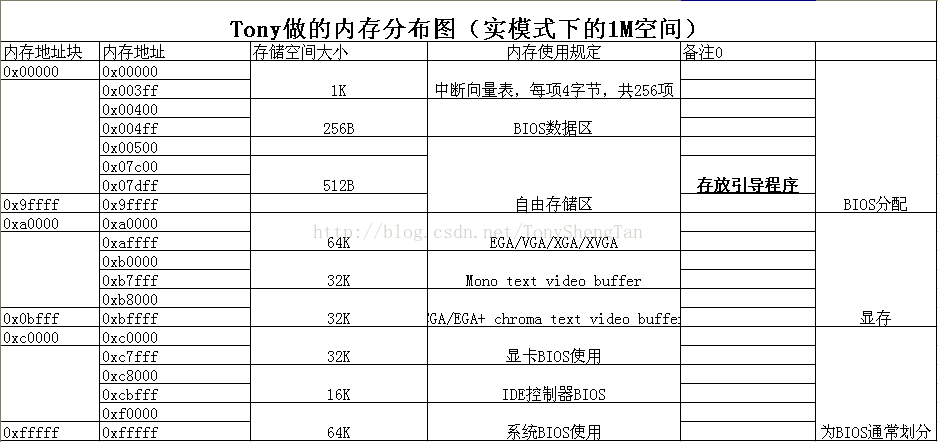 Tony做的内存分布图（实模式下的1M空间）
内存地址块 内存地址 存储空间大小 内存使用规定 备注0
0x00000 0x00000
0x003ff 1K 中断向量表，每项4字节，共256项
0x00400
0x004ff 256B BIOS数据区
0x00500
0x07c00
0x07dff 512B 存放引导程序
0x9ffff 0x9ffff 自由存储区 BIOS分配
0xa0000 0xa0000
http://blog.csdn.net/TonyShengTan
0xaffff 64K EGA/VGA/XGA/XVGA
0xb0000
0xb7fff 32K Mono text video buffer
0xb8000
0x0bfff 0xbffff 32K CGA/EGA+ chroma text video buffer 显存
0xc0000 0xc0000
0xc7fff 32K 显卡BIOS使用
0xc8000
0xcbfff 16K IDE控制器BIOS
0xf0000
0xfffff 0xfffff 64K 系统BIOS使用 为BIOS通常划分